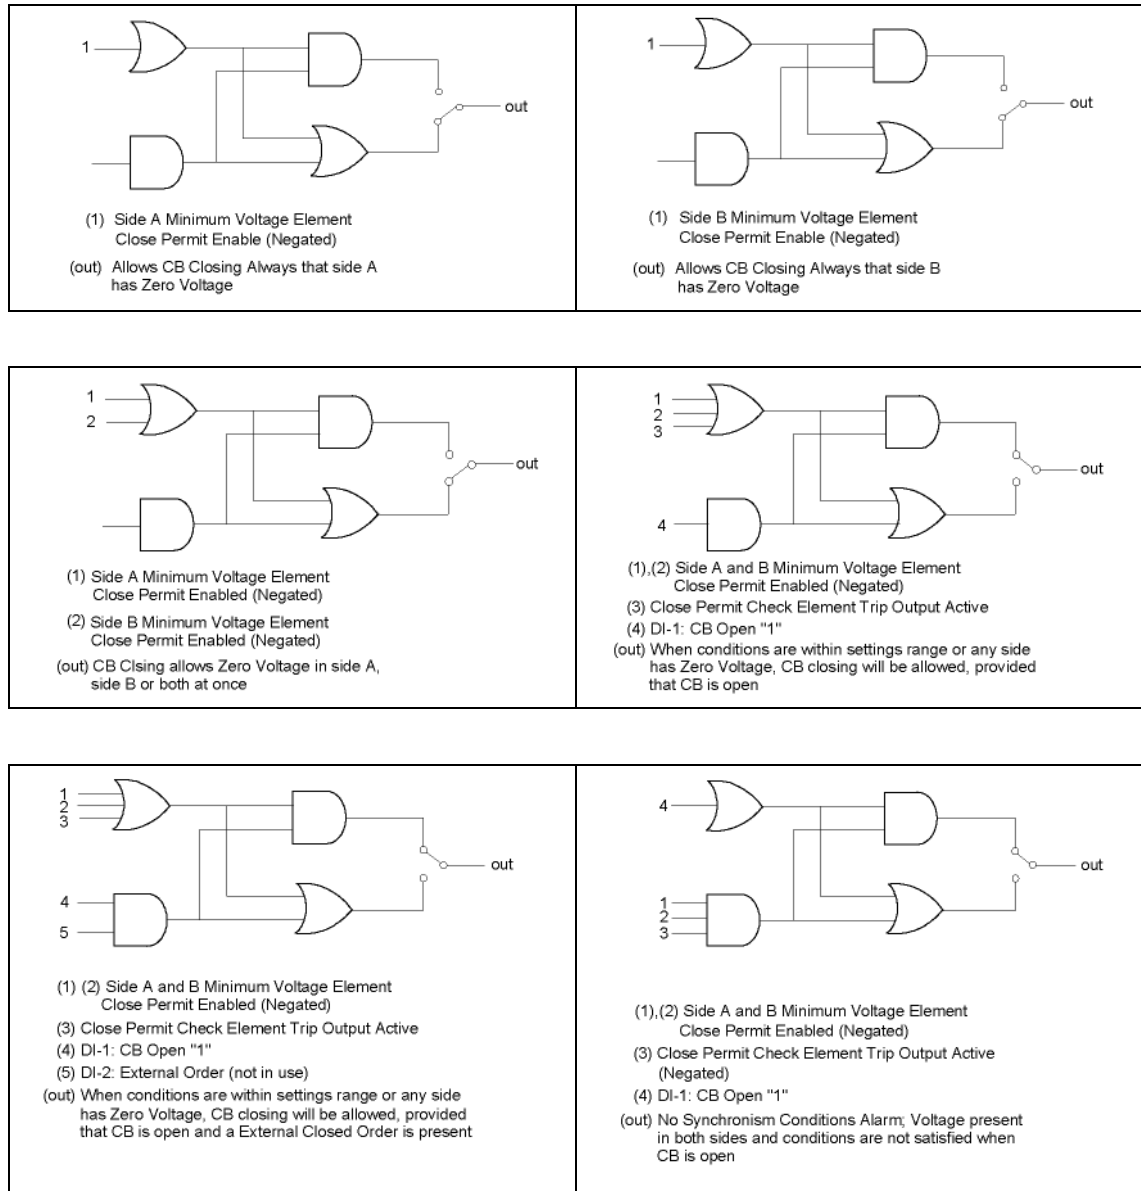 1
out
(1) Side A Minimum Voltage Element
Close Permit Enable (Negated)
(out) Allows CB Closing Always that side A
has Zero Voltage
1
out
(1) Side B Minimum Voltage Element
Close Permit Enable (Negated)
(out) Allows CB Closing Always that side B
has Zero Voltage
1
2
out
(1) Side A Minimum Voltage Element
Close Permit Enabled (Negated)
(2) Side B Minimum Voltage Element
Close Permit Enabled (Negated)
(out) CB Clsing allows Zero Voltage in side A,
side B or both at once
1
2
3
4
out
(1),(2) Side A and B Minimum Voltage Element
Close Permit Enabled (Negated)
(3) Close Permit Check Element Trip Output Active
(4) DI-1: CB Open "1"
(out) When conditions are within settings range or any side
has Zero Voltage, CB closing will be allowed, provided
that CB is open
1
2
3
4
5
out
(1) (2) Side A and B Minimum Voltage Element
Close Permit Enabled (Negated)
(3) Close Permit Check Element Trip Output Active
(4) DI-1: CB Open "1"
(5) DI-2: External Order (not in use)
(out) When conditions are within settings range or any side
has Zero Voltage, CB closing will be allowed, provided
that CB is open and a External Closed Order is present
4
1
2
3
out
(1),(2) Side A and B Minimum Voltage Element
Close Permit Enabled (Negated)
(3) Close Permit Check Element Trip Output Active
(Negated)
(4) DI-1: CB Open "1"
(out) No Synchronism Conditions Alarm; Voltage present
in both sides and conditions are not satisfied when
CB is open